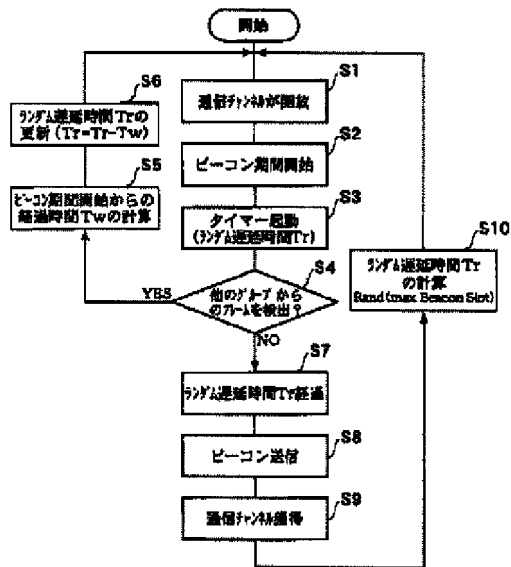 開始
S1
通信チャンネルが開放
S2
ビーコン期間開始
S3
タイマー起動
(ランダム遅延時間Tr)
S4
他のグループから
のフレームを検出?
YES
NO
S5
ビーコン期間開始からの
経過時間Twの計算
S6
ランダム遅延時間Trの
更新(Tr=Tr-Tw)
S7
ランダム遅延時間Tr経過
S8
ビーコン送信
S9
通信チャンネル獲得
S10
ランダム遅延時間Tr
の計算
Rand(max Beacon Slot)